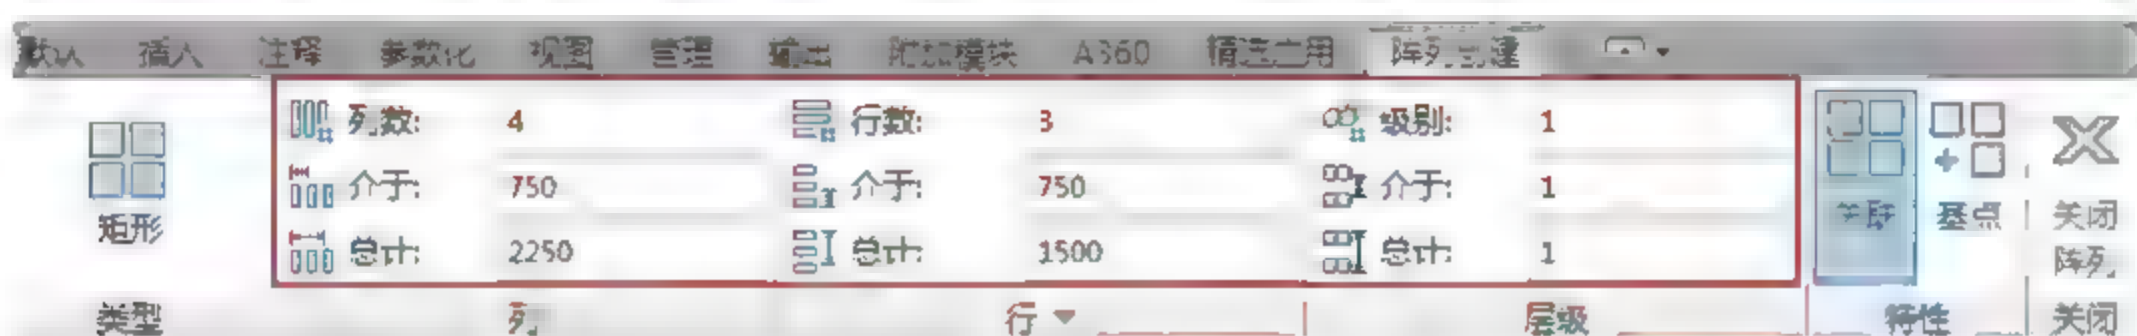 默认 插入 注释 参数化 视图 管理 输出 附加模块 A360 精选应用 阵列创建
列数: 4 行数: 3 级别: 1
介于: 750 介于: 750 介于: 1
总计: 2250 总计: 1500 总计: 1
矩形 关联 基点 关闭
阵列
类型 列 行 层级 特性 关闭